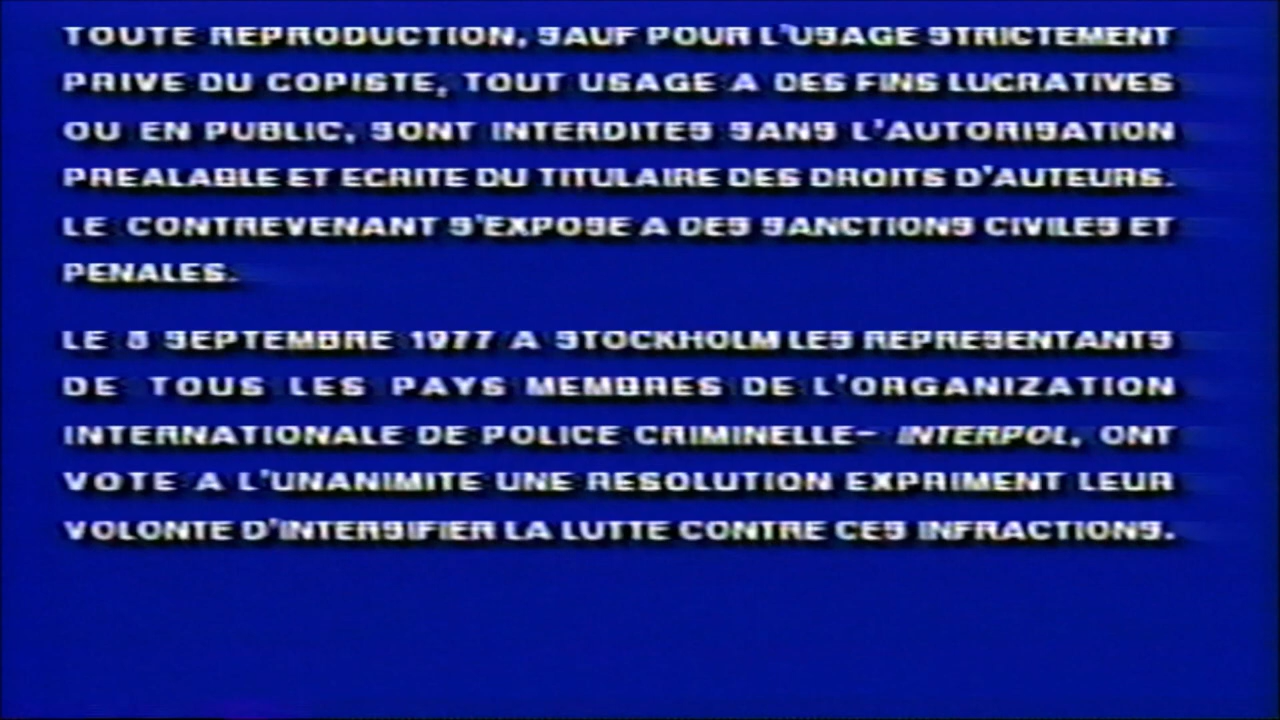 TOUTE REPRODUCTION, SAUF POUR L'USAGE STRICTEMENT
PRIVE DU COPISTE, TOUT USAGE A DES FINS LUCRATIVES
OU EN PUBLIC, SONT INTERDITES SANS L'AUTORISATION
PREALABLE ET ECRITE DU TITULAIRE DES DROITS D'AUTEURS.
LE CONTREVENANT S'EXPOSE A DES SANCTIONS CIVILES ET
PENALES.
LE 8 SEPTEMBRE 1977 A STOCKHOLM LES REPRESENTANTS
DE TOUS LES PAYS MEMBRES DE L'ORGANIZATION
INTERNATIONALE DE POLICE CRIMINELLE- INTERPOL, ONT
VOTE A L'UNANIMITE UNE RESOLUTION EXPRIMENT LEUR
VOLONTE D'INTERSIFIER LA LUTTE CONTRE CES INFRACTIONS.